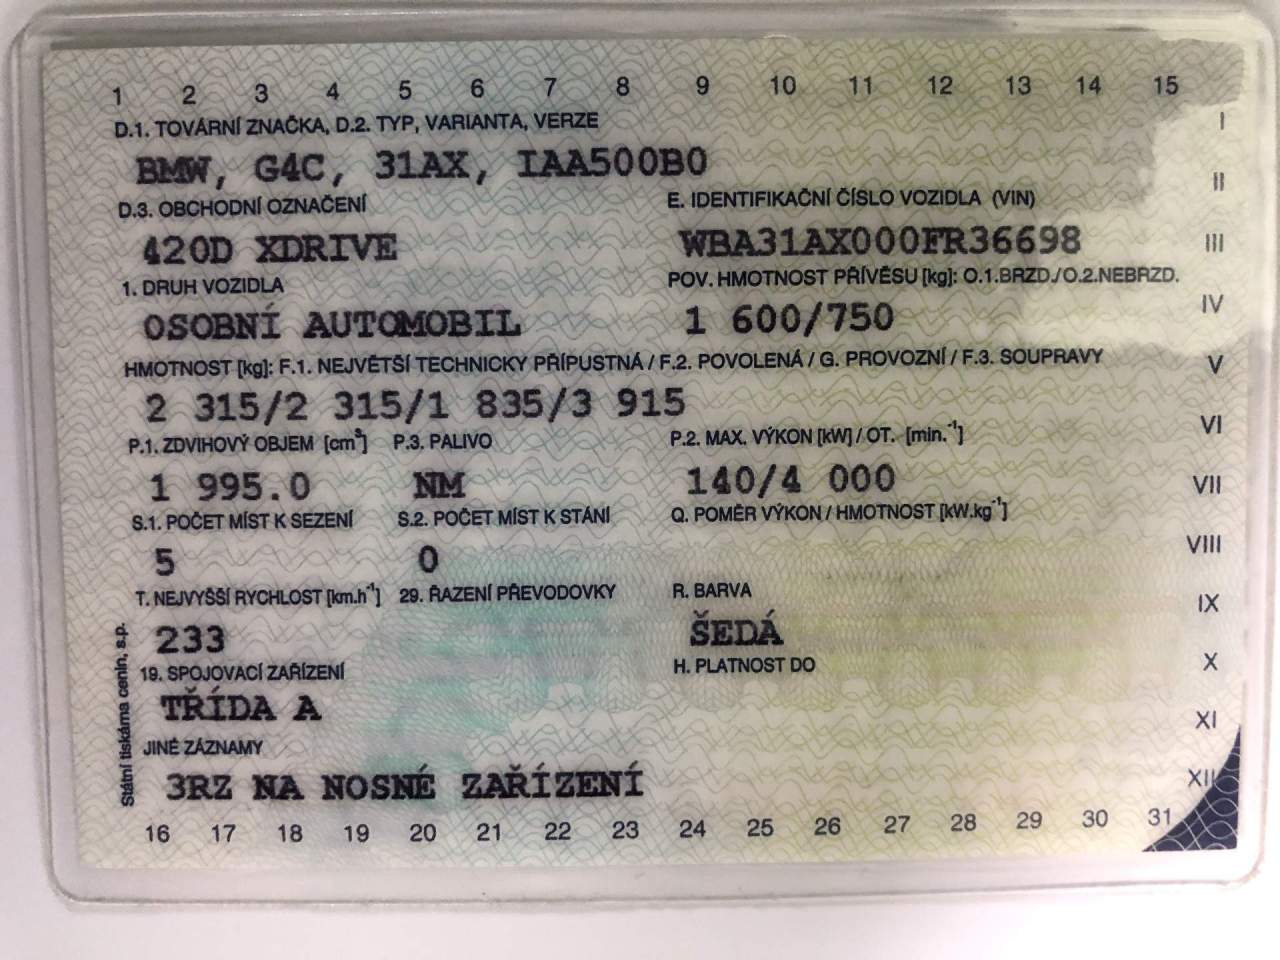 1 2 3 4 5 6 7 8 9 10 11 12 13 14 15
D.1. TOVÁRNÍ ZNAČKA, D.2. TYP, VARIANTA, VERZE
I
BMW, G4C, 31AX, IAA500B0
II
D.3. OBCHODNÍ OZNAČENÍ E. IDENTIFIKAČNÍ ČÍSLO VOZIDLA (VIN)
420D XDRIVE WBA31AX000FR36698
III
1. DRUH VOZIDLA POV. HMOTNOST PŘÍVĚSU [kg]: O.1.BRZD./O.2.NEBRZD.
IV
OSOBNÍ AUTOMOBIL 1 600/750
HMOTNOST [kg]: F.1. NEJVĚTŠÍ TECHNICKY PŘÍPUSTNÁ / F.2. POVOLENÁ / G. PROVOZNÍ / F.3. SOUPRAVY
V
2 315/2 315/1 835/3 915
VI
P.1. ZDVIHOVÝ OBJEM [cm³] P.3. PALIVO P.2. MAX. VÝKON [kW] / OT. [min.⁻¹]
1 995.0 NM 140/4 000
VII
S.1. POČET MÍST K SEZENÍ S.2. POČET MÍST K STÁNÍ Q. POMĚR VÝKON / HMOTNOST [kW.kg⁻¹]
VIII
5 0
T. NEJVYŠŠÍ RYCHLOST [km.h⁻¹] 29. ŘAZENÍ PŘEVODOVKY R. BARVA
IX
233 ŠEDÁ
X
19. SPOJOVACÍ ZAŘÍZENÍ H. PLATNOST DO
TŘÍDA A
XI
JINÉ ZÁZNAMY
3RZ NA NOSNÉ ZAŘÍZENÍ
XII
16 17 18 19 20 21 22 23 24 25 26 27 28 29 30 31
Státní tiskárna cenin, s.p.